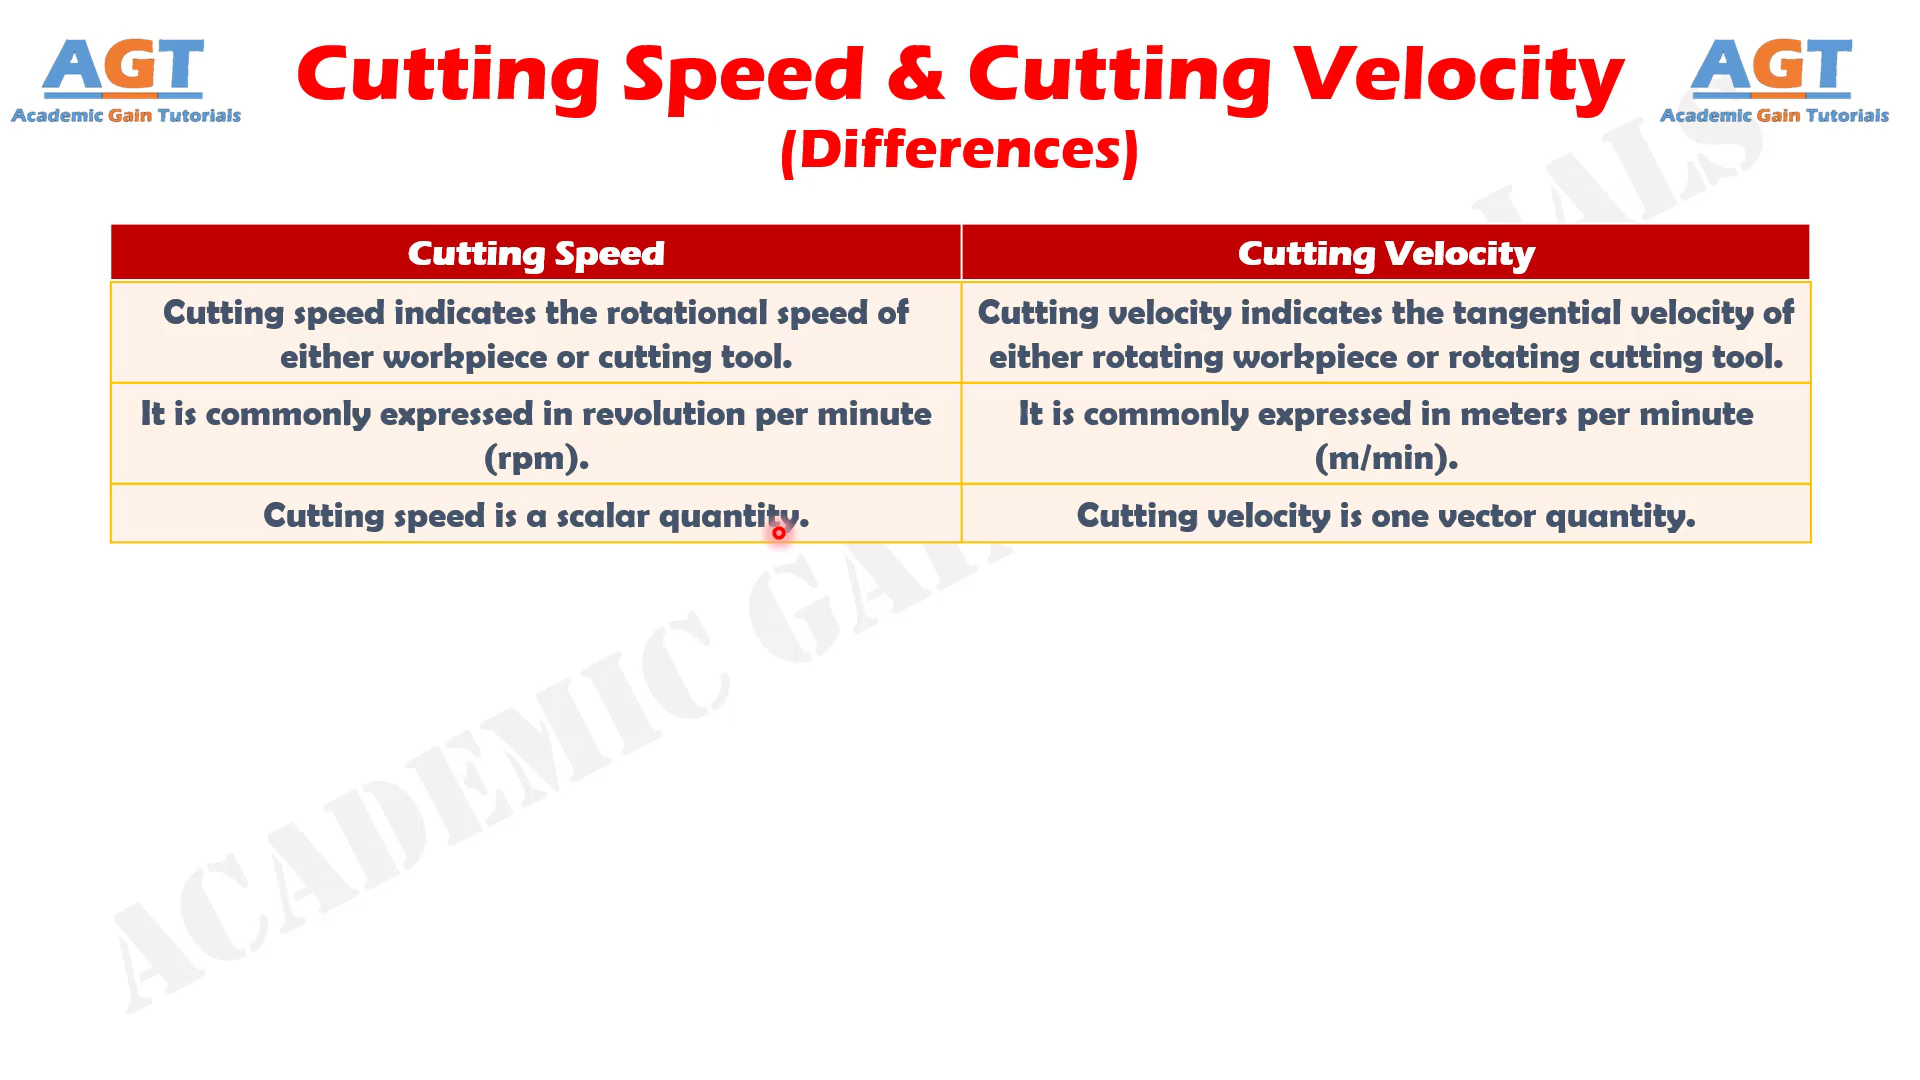 AGT
Academic Gain Tutorials
Cutting Speed & Cutting Velocity
(Differences)
AGT
Academic Gain Tutorials
Cutting Speed
Cutting Velocity
Cutting speed indicates the rotational speed of
either workpiece or cutting tool.
Cutting velocity indicates the tangential velocity of
either rotating workpiece or rotating cutting tool.
It is commonly expressed in revolution per minute
(rpm).
It is commonly expressed in meters per minute
(m/min).
Cutting speed is a scalar quantity.
Cutting velocity is one vector quantity.
ACADEMIC